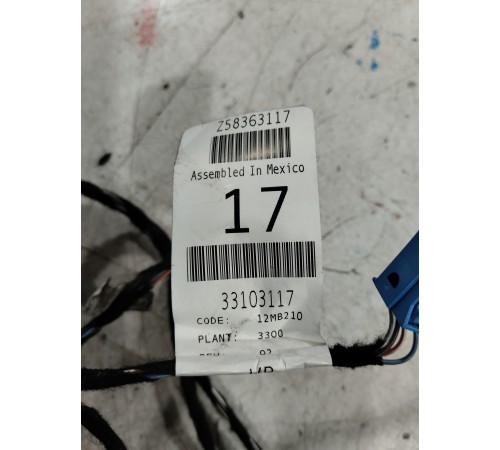 Z58363117
Assembled In Mexico
17
33103117
CODE: 12MB210
PLANT: 3300